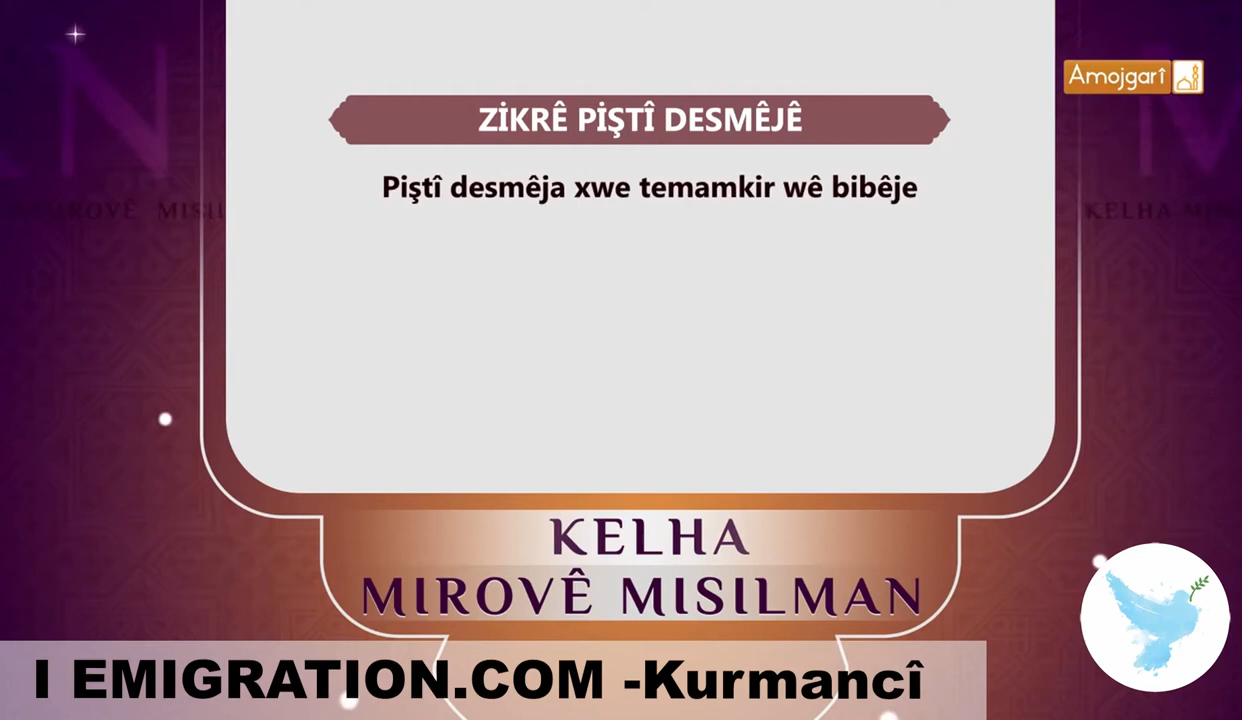 Amojgarî
ZİKRÊ PİŞTÎ DESMÊJÊ
Piştî desmêja xwe temamkir wê bibêje
KELHA
MIROVÊ MISILMAN
I EMIGRATION.COM -Kurmancî